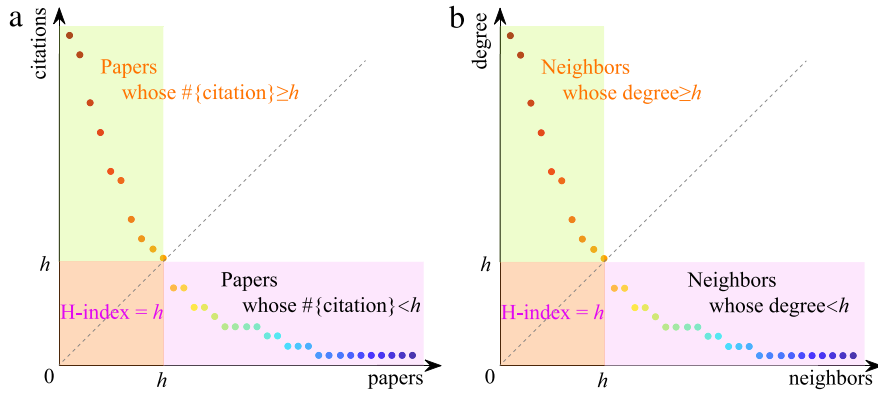 a
citations
Papers
whose #{citation}≥h
h
Papers
whose #{citation}<h
H-index = h
0
h
papers
b
degree
Neighbors
whose degree≥h
h
Neighbors
whose degree<h
H-index = h
0
h
neighbors